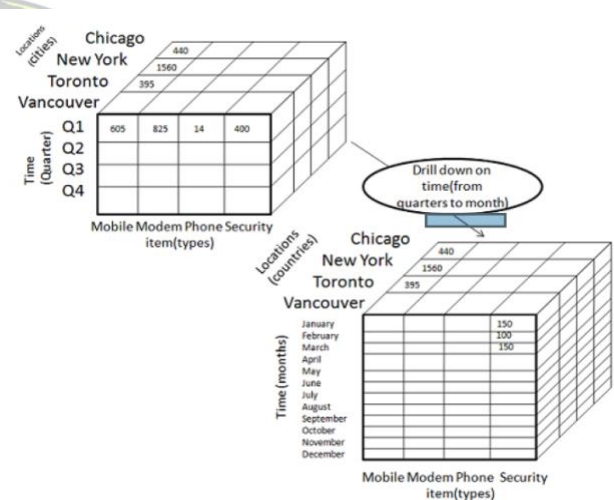 Locations
(cities)
Chicago
New York
Toronto
Vancouver
440
1560
395
Time
(Quarter)
Q1 605 825 14 400
Q2
Q3
Q4
Mobile Modem Phone Security
item(types)
Drill down on
time(from
quarters to month)
Locations
(countries)
Chicago
New York
Toronto
Vancouver
440
1560
395
Time (months)
January 150
February 100
March 150
April
May
June
July
August
September
October
November
December
Mobile Modem Phone Security
item(types)